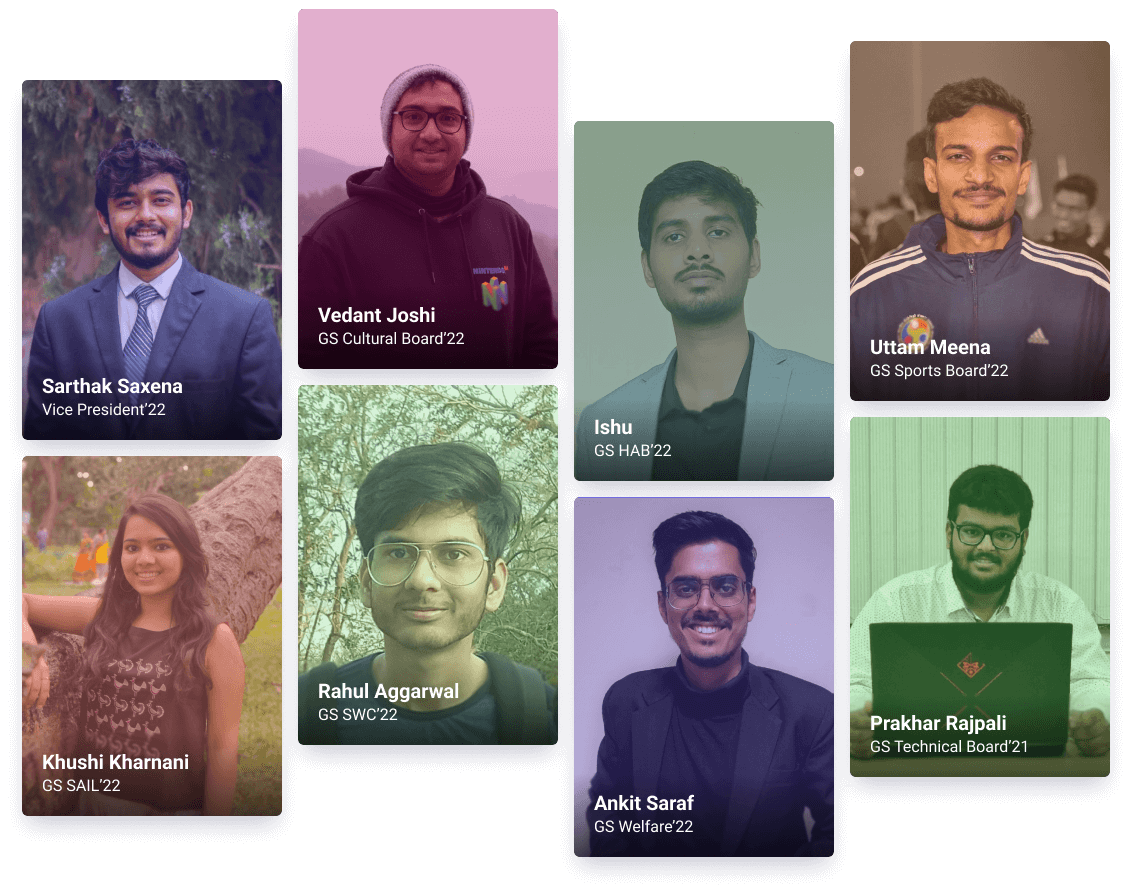 Sarthak Saxena
Vice President’22
Khushi Kharnani
GS SAIL’22
Vedant Joshi
GS Cultural Board’22
Rahul Aggarwal
GS SWC’22
Ishu
GS HAB’22
Ankit Saraf
GS Welfare’22
Uttam Meena
GS Sports Board’22
Prakhar Rajpali
GS Technical Board’21